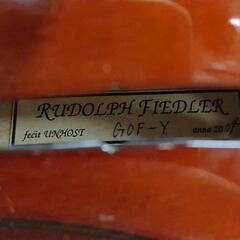 RUDOLPH FIEDLER
fecit UNHOST GOF-Y anno 20